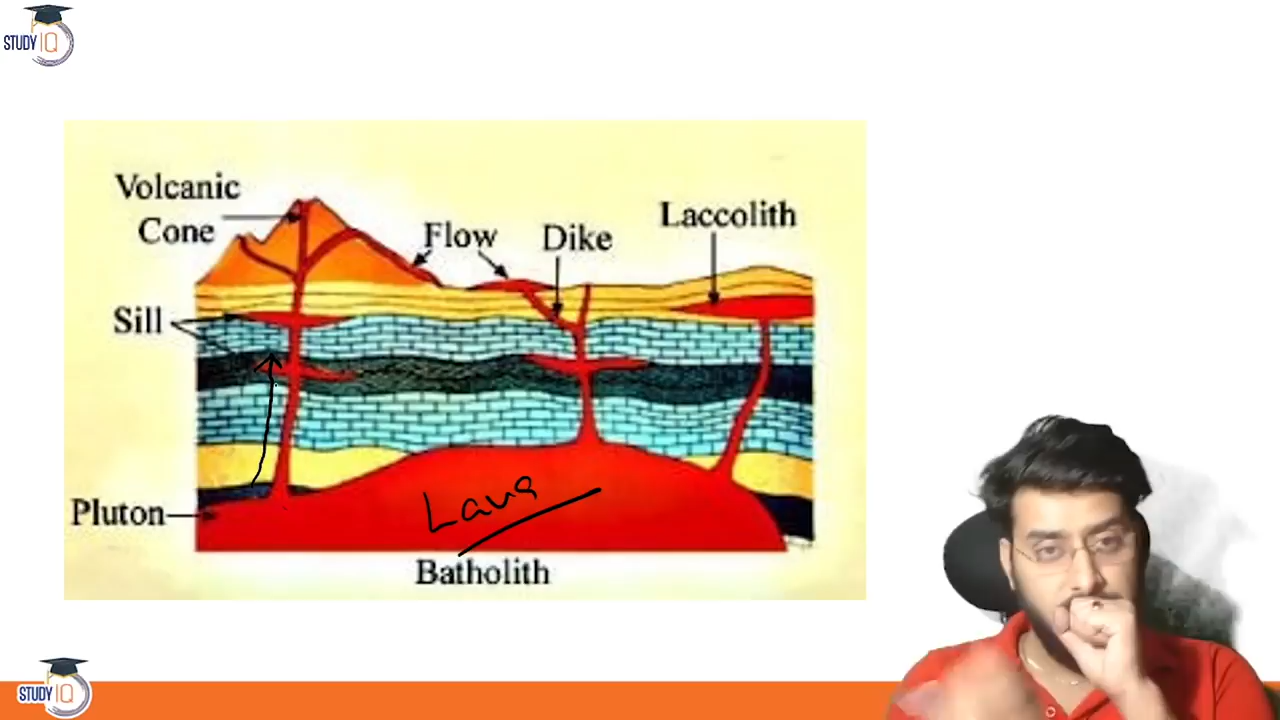 STUDY IQ
Volcanic
Cone
Flow
Dike
Laccolith
Sill
Pluton
Lava
Batholith
STUDY IQ